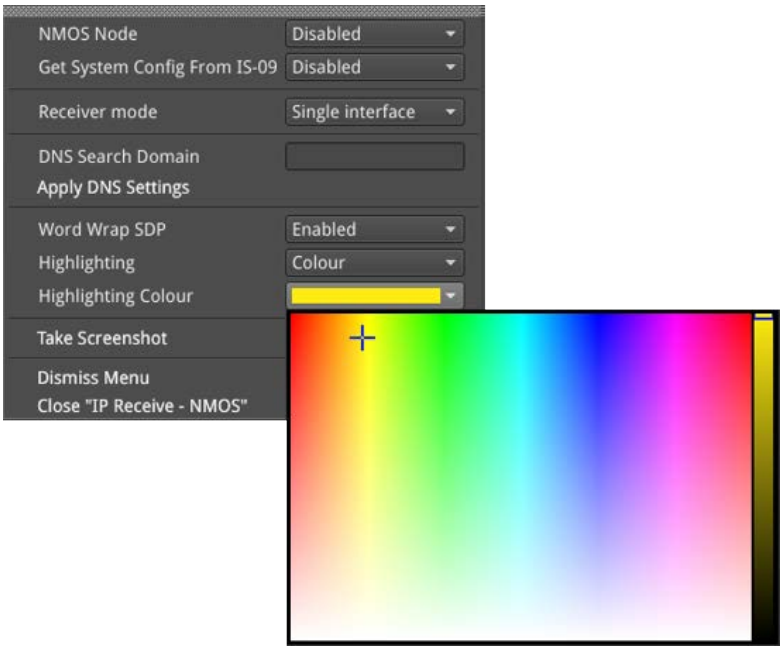 NMOS Node Disabled
Get System Config From IS-09 Disabled
Receiver mode Single interface
DNS Search Domain
Apply DNS Settings
Word Wrap SDP Enabled
Highlighting Colour
Highlighting Colour
Take Screenshot
Dismiss Menu
Close "IP Receive - NMOS"